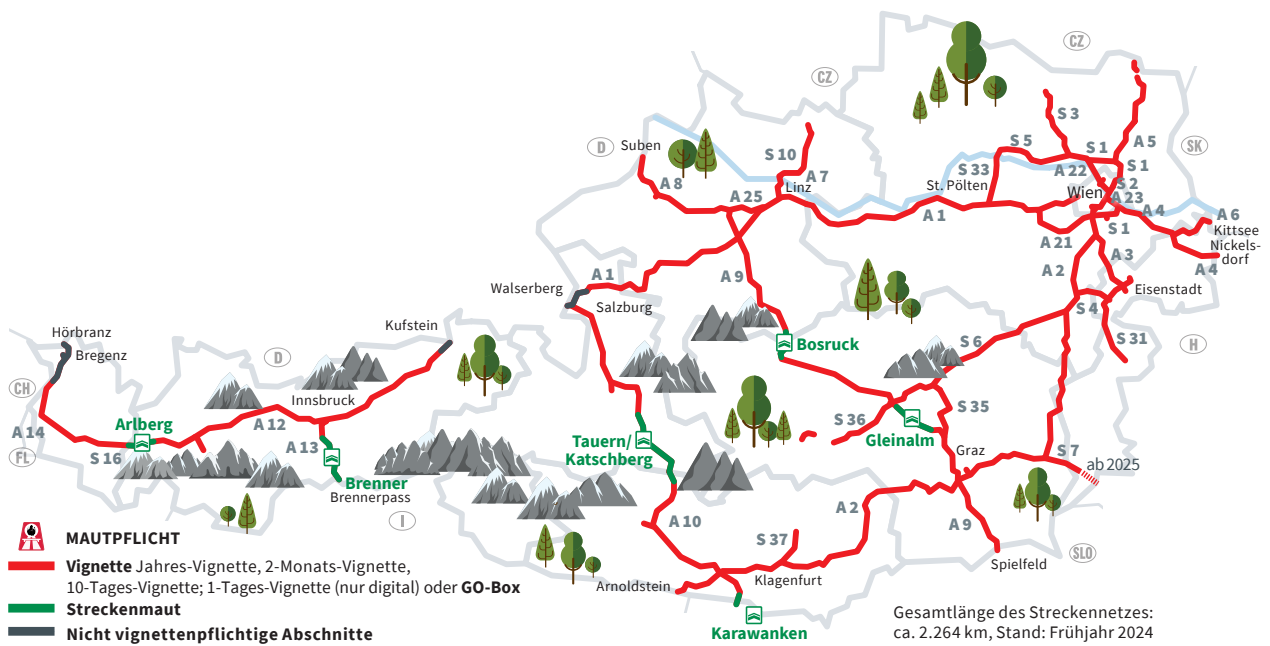 CZ
CZ
S 3
A 5
S 5
S 1
SK
D
Suben
S 10
A 7
S 33
A 22
S 1
A 8
A 25
Linz
St. Pölten
Wien
S 2
A 23
A 1
A 4
A 6
Kittsee
Nickels-
dorf
A 4
A 21
S 1
A 3
A 2
A 1
A 9
Walserberg
Salzburg
Eisenstadt
S 4
Hörbranz
Bregenz
Kufstein
D
Bosruck
S 6
S 31
H
CH
Innsbruck
A 14
Arlberg
A 12
S 36
S 35
FL
S 16
A 13
Tauern/
Katschberg
Gleinalm
Graz
S 7
ab 2025
Brenner
Brennerpass
I
A 10
A 2
A 9
S 37
SLO
Spielfeld
Arnoldstein
Klagenfurt
Karawanken
MAUTPFLICHT
Vignette Jahres-Vignette, 2-Monats-Vignette,
10-Tages-Vignette; 1-Tages-Vignette (nur digital) oder GO-Box
Streckenmaut
Nicht vignettenpflichtige Abschnitte
Gesamtlänge des Streckennetzes:
ca. 2.264 km, Stand: Frühjahr 2024